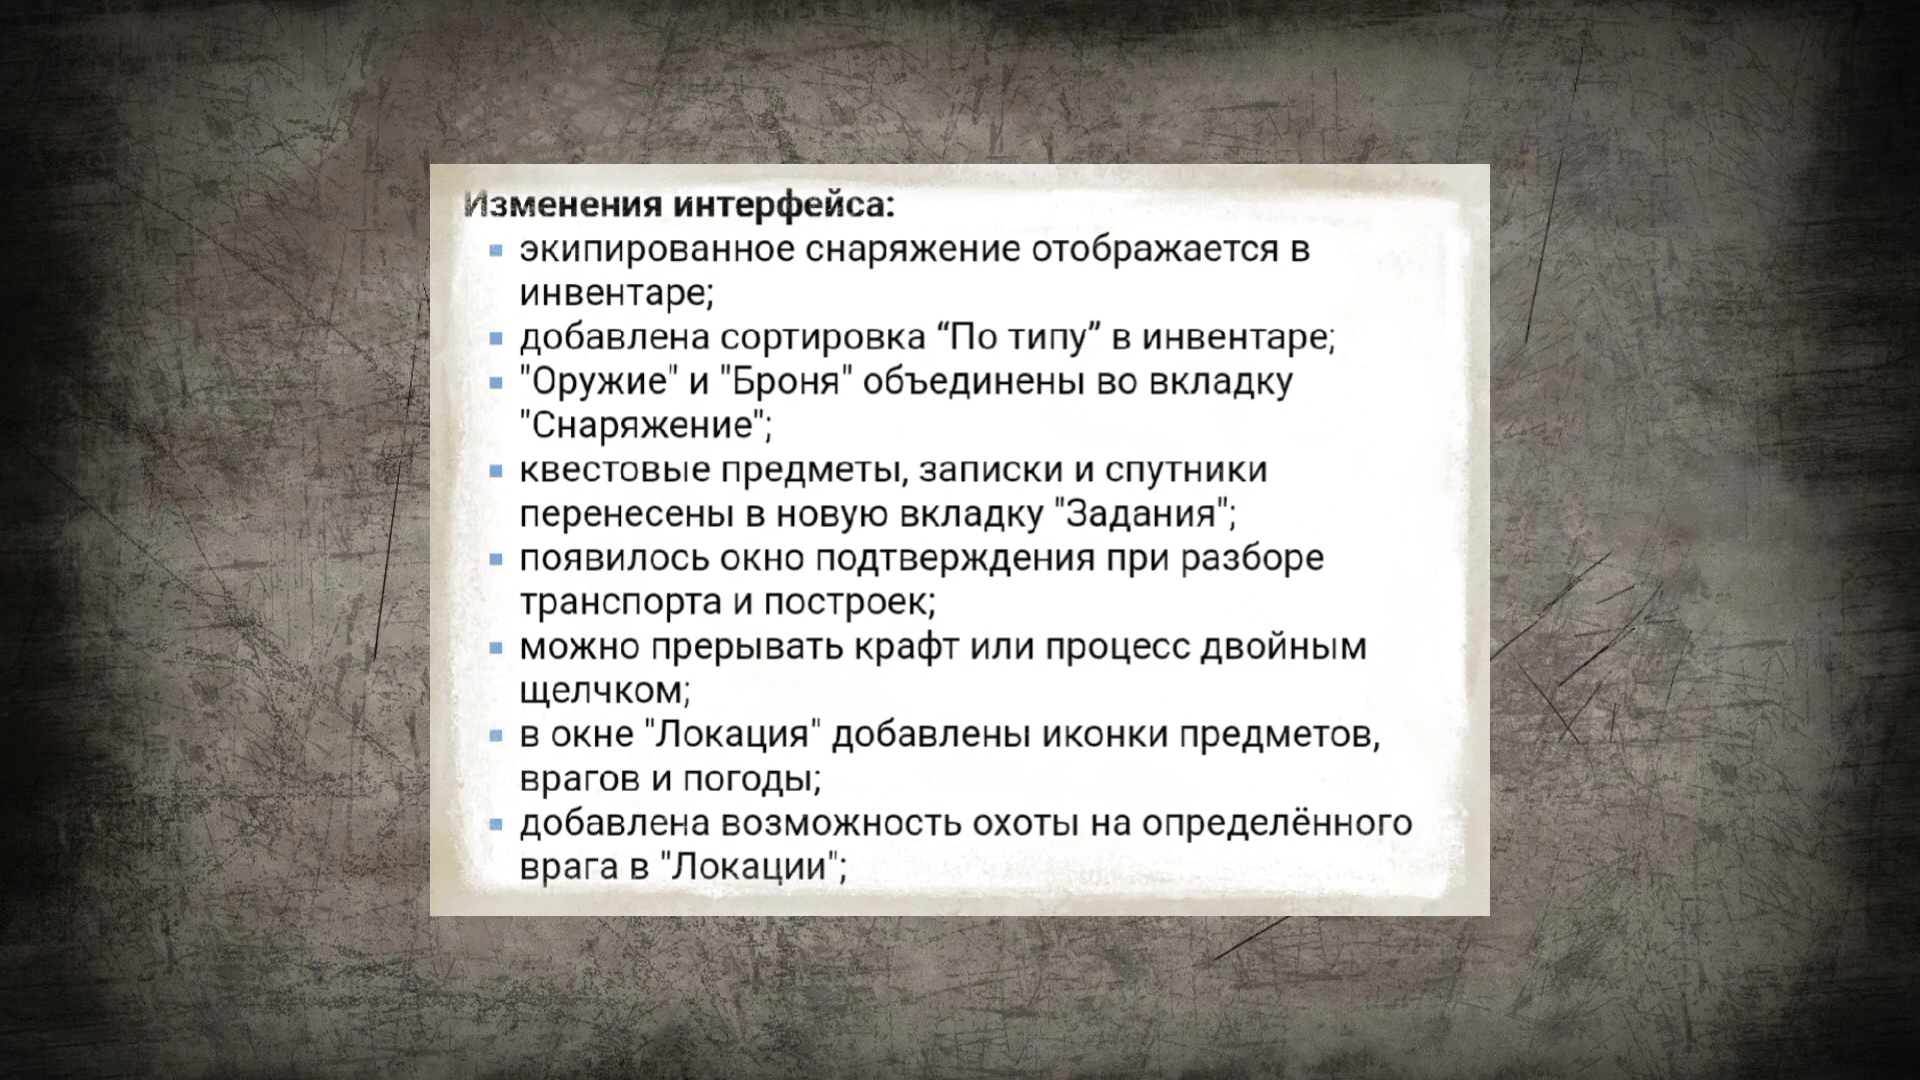 Изменения интерфейса:
экипированное снаряжение отображается в
инвентаре;
добавлена сортировка “По типу” в инвентаре;
"Оружие" и "Броня" объединены во вкладку
"Снаряжение";
квестовые предметы, записки и спутники
перенесены в новую вкладку "Задания";
появилось окно подтверждения при разборе
транспорта и построек;
можно прерывать крафт или процесс двойным
щелчком;
в окне "Локация" добавлены иконки предметов,
врагов и погоды;
добавлена возможность охоты на определённого
врага в "Локации";